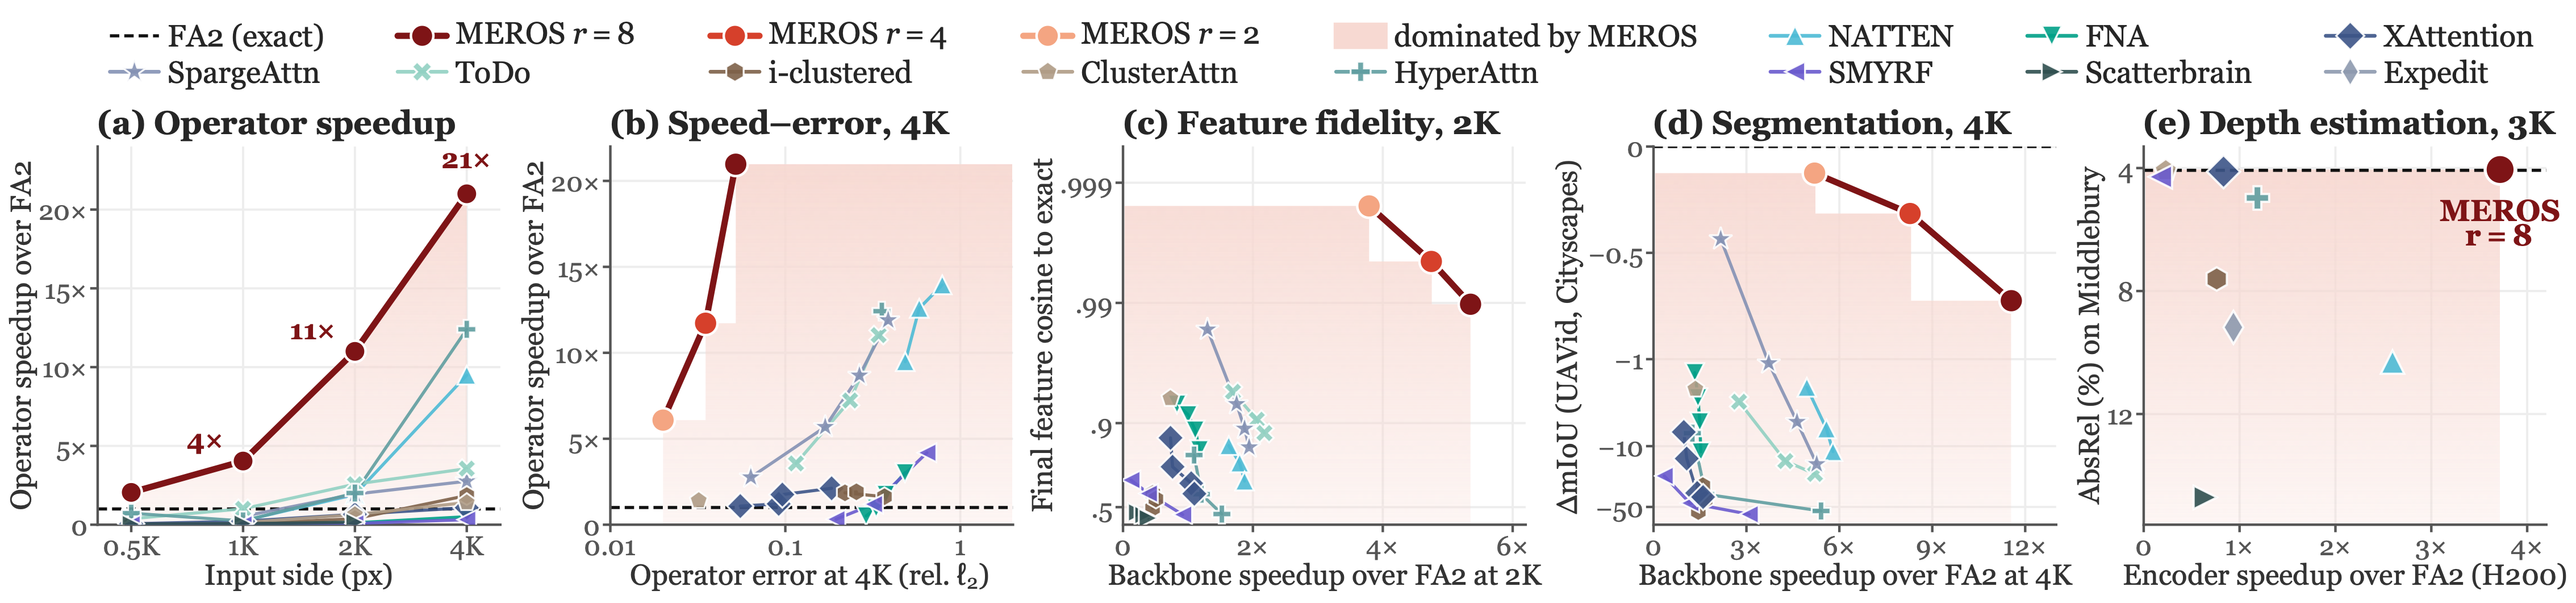 FA2 (exact) MEROS r = 8 MEROS r = 4 MEROS r = 2 dominated by MEROS NATTEN FNA XAttention
SpargeAttn ToDo i-clustered ClusterAttn HyperAttn SMYRF Scatterbrain Expedit
(a) Operator speedup
Operator speedup over FA2
20×
15×
10×
5×
0
4×
11×
21×
0.5K 1K 2K 4K
Input side (px)
(b) Speed–error, 4K
Operator speedup over FA2
20×
15×
10×
5×
0
0.01 0.1 1
Operator error at 4K (rel. ℓ₂)
(c) Feature fidelity, 2K
Final feature cosine to exact
.999
.99
.9
.5
0 2× 4× 6×
Backbone speedup over FA2 at 2K
(d) Segmentation, 4K
ΔmIoU (UAVid, Cityscapes)
0
−0.5
−1
−10
−50
0 3× 6× 9× 12×
Backbone speedup over FA2 at 4K
(e) Depth estimation, 3K
AbsRel (%) on Middlebury
4
8
12
MEROS
r = 8
0 1× 2× 3× 4×
Encoder speedup over FA2 (H200)